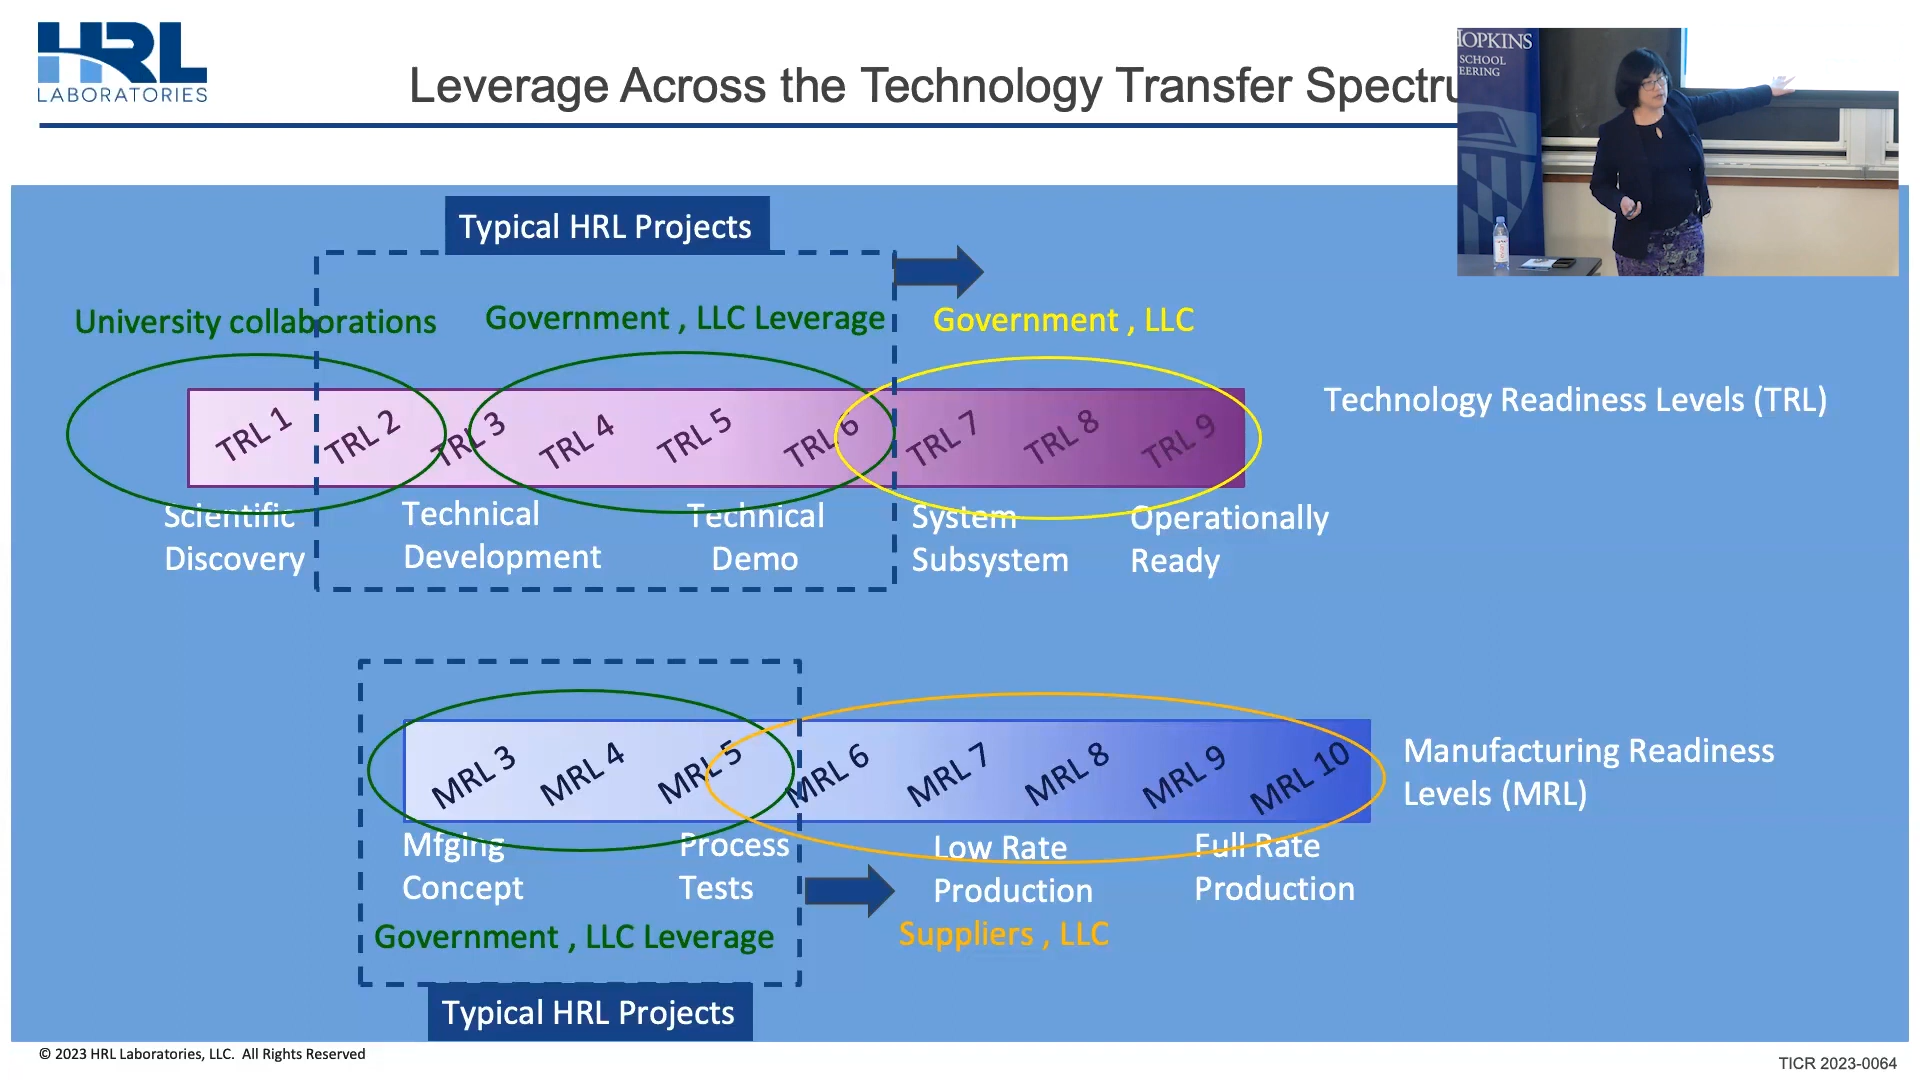 HRL
LABORATORIES
Leverage Across the Technology Transfer Spectru
HOPKINS
SCHOOL
EERING
Typical HRL Projects
University collaborations
Government , LLC Leverage
Government , LLC
TRL 1
TRL 2
TRL 3
TRL 4
TRL 5
TRL 6
TRL 7
TRL 8
TRL 9
Technology Readiness Levels (TRL)
Scientific
Discovery
Technical
Development
Technical
Demo
System
Subsystem
Operationally
Ready
MRL 3
MRL 4
MRL 5
MRL 6
MRL 7
MRL 8
MRL 9
MRL 10
Manufacturing Readiness
Levels (MRL)
Mfging
Concept
Process
Tests
Low Rate
Production
Full Rate
Production
Government , LLC Leverage
Suppliers , LLC
Typical HRL Projects
© 2023 HRL Laboratories, LLC. All Rights Reserved
TICR 2023-0064